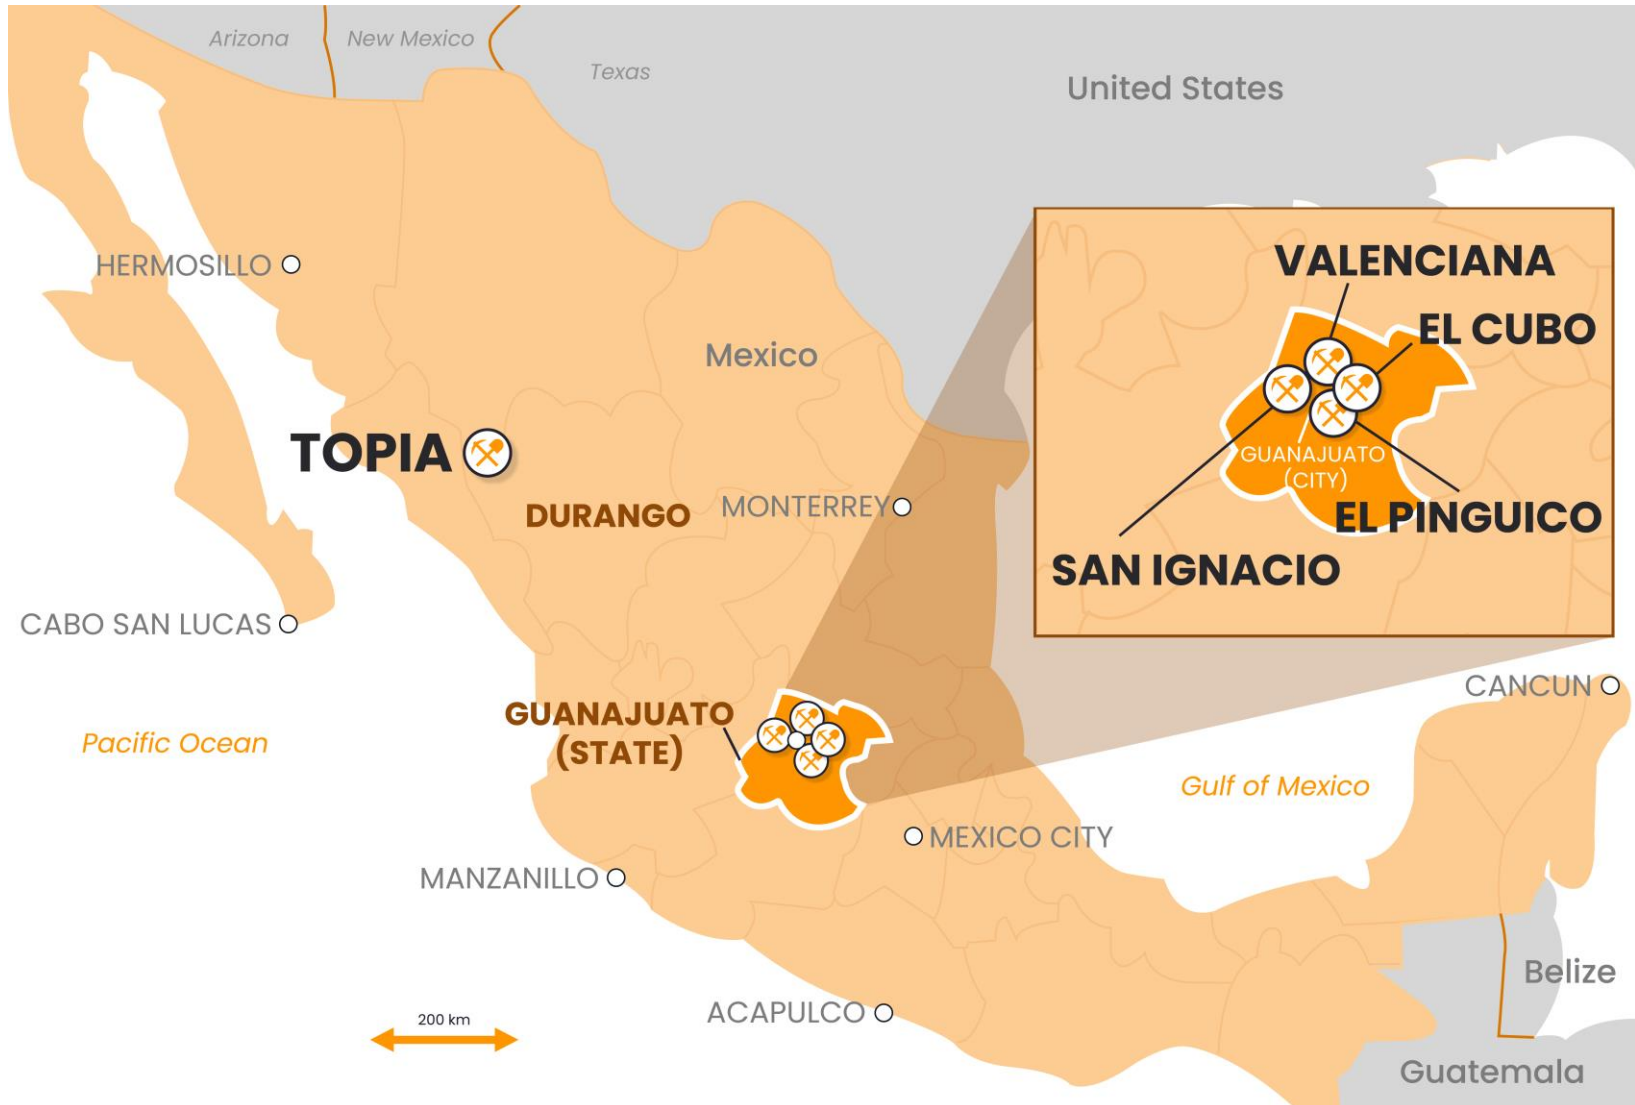 Arizona
New Mexico
Texas
United States
HERMOSILLO
Mexico
VALENCIANA
EL CUBO
GUANAJUATO
(CITY)
EL PINGUICO
SAN IGNACIO
TOPIA
DURANGO
MONTERREY
CABO SAN LUCAS
GUANAJUATO
(STATE)
CANCUN
Pacific Ocean
Gulf of Mexico
MEXICO CITY
MANZANILLO
ACAPULCO
200 km
Belize
Guatemala